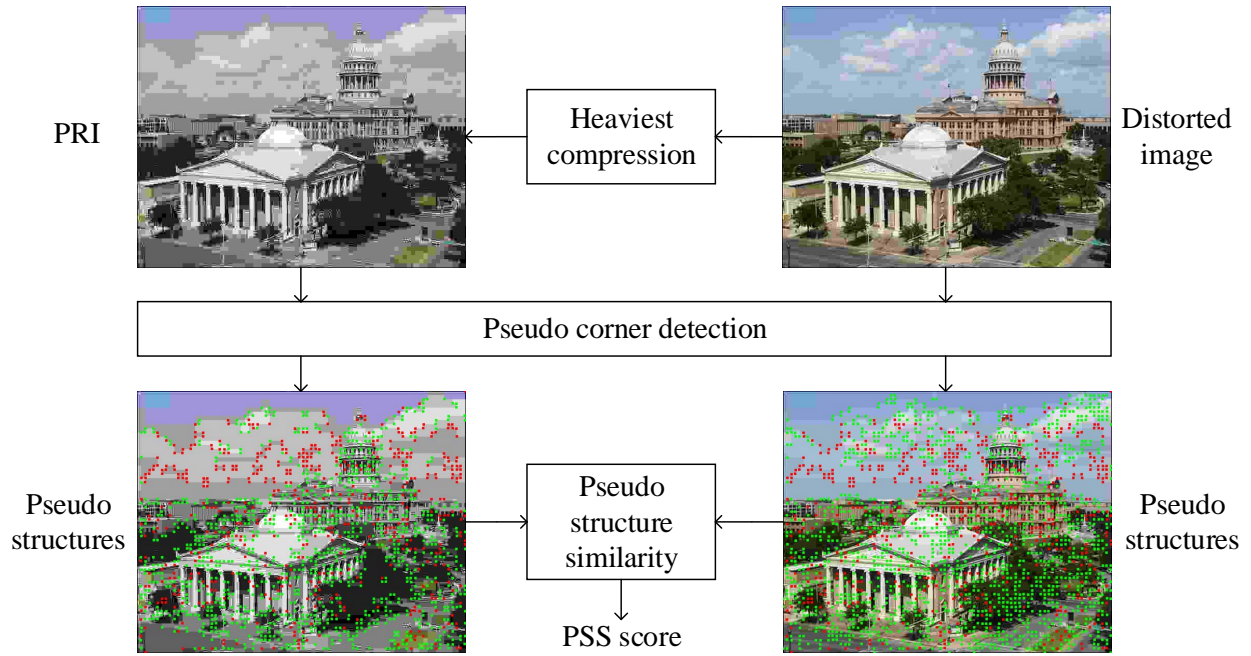 PRI
Heaviest
compression
Distorted
image
Pseudo corner detection
Pseudo
structures
Pseudo
structure
similarity
Pseudo
structures
PSS score